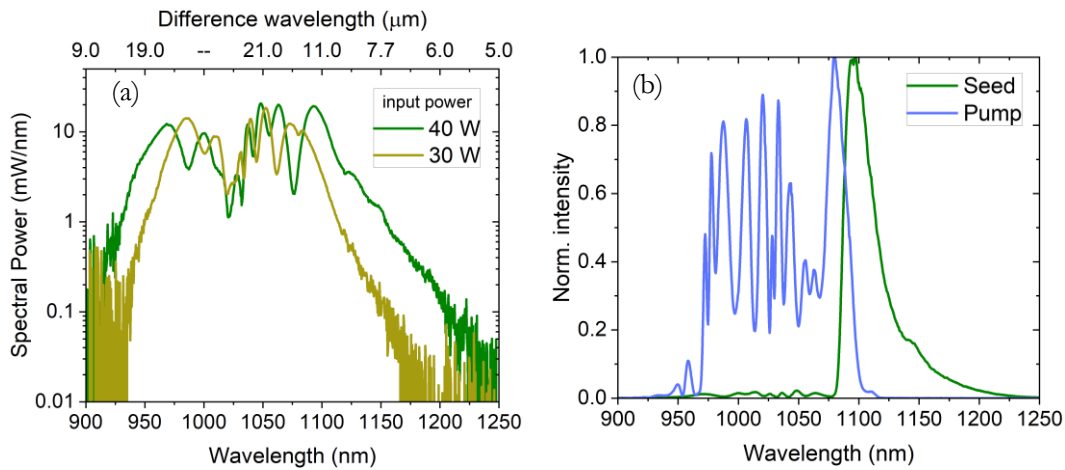 Difference wavelength (μm)
9.0 19.0 -- 21.0 11.0 7.7 6.0 5.0
(a)
input power
40 W
30 W
10
1
0.1
0.01
Spectral Power (mW/nm)
900 950 1000 1050 1100 1150 1200 1250
Wavelength (nm)
(b)
Seed
Pump
1.0
0.8
0.6
0.4
0.2
0.0
Norm. intensity
900 950 1000 1050 1100 1150 1200 1250
Wavelength (nm)